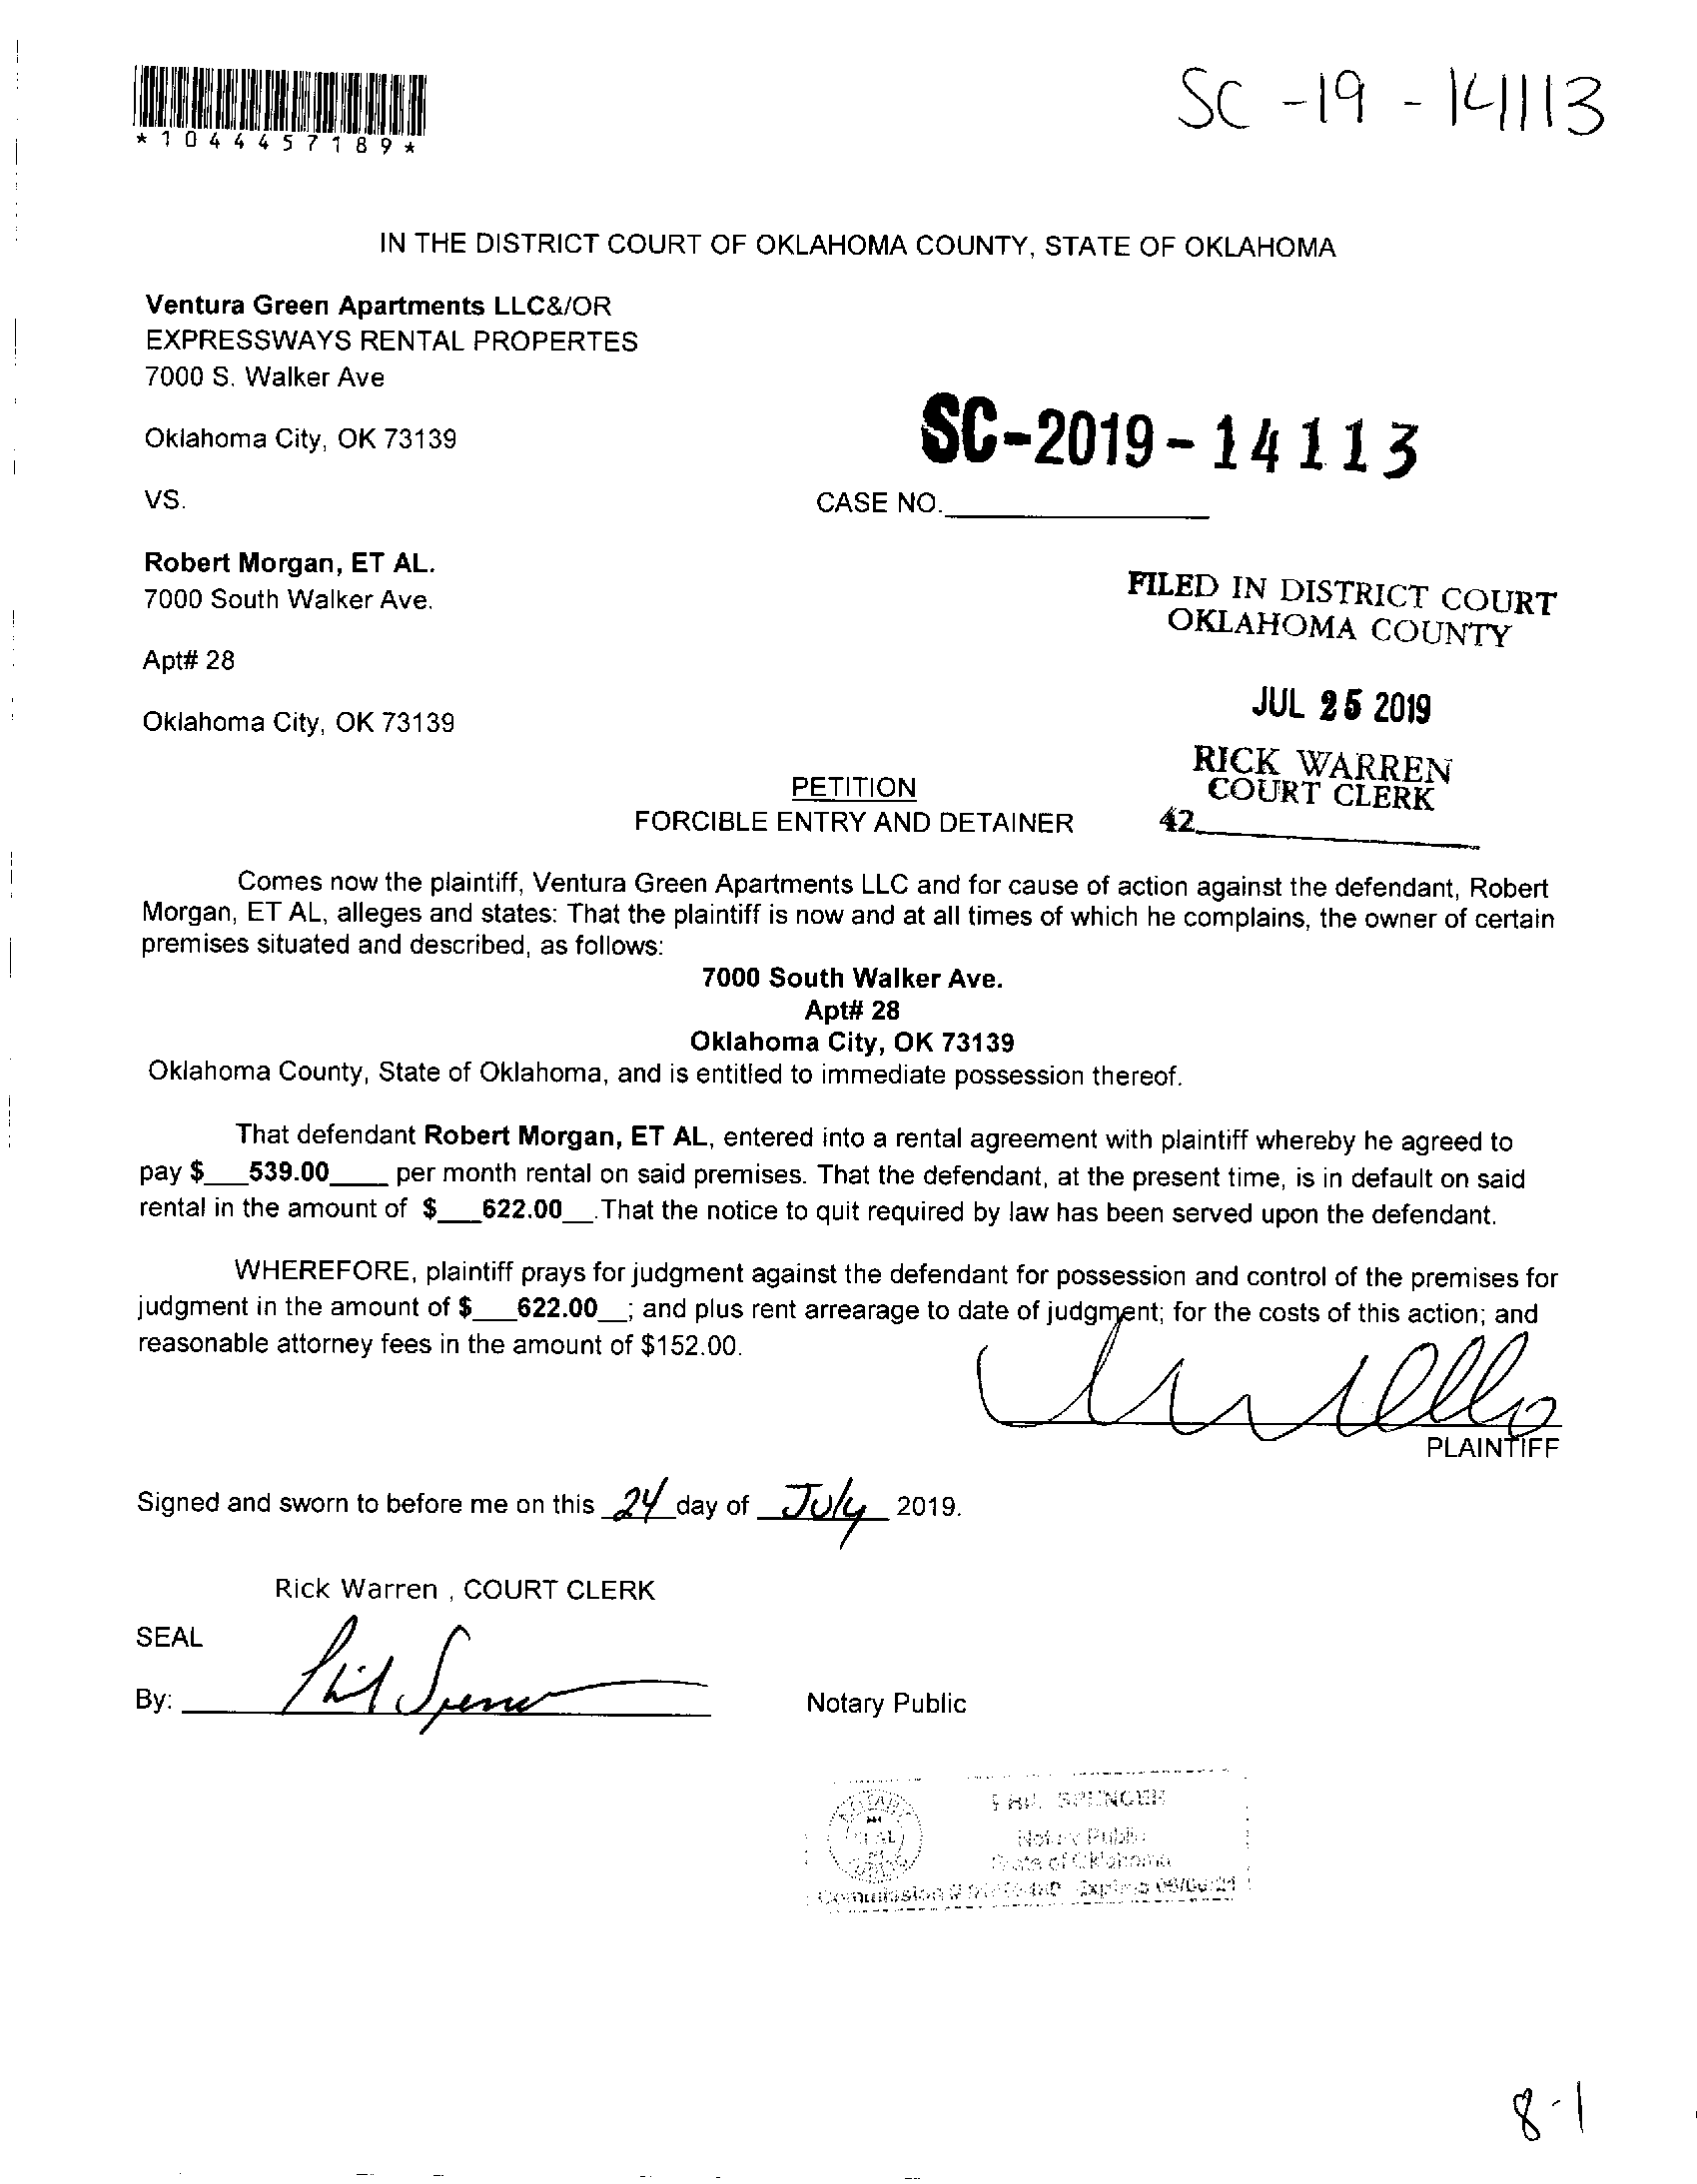 SC -19 - 14113
*1044457189*
IN THE DISTRICT COURT OF OKLAHOMA COUNTY, STATE OF OKLAHOMA
Ventura Green Apartments LLC&/OR
EXPRESSWAYS RENTAL PROPERTES
7000 S. Walker Ave
Oklahoma City, OK 73139
SC-2019-14113
VS.
CASE NO.
Robert Morgan, ET AL.
7000 South Walker Ave.
Apt# 28
Oklahoma City, OK 73139
FILED IN DISTRICT COURT
OKLAHOMA COUNTY
JUL 25 2019
RICK WARREN
COURT CLERK
42
PETITION
FORCIBLE ENTRY AND DETAINER
Comes now the plaintiff, Ventura Green Apartments LLC and for cause of action against the defendant, Robert
Morgan, ET AL, alleges and states: That the plaintiff is now and at all times of which he complains, the owner of certain
premises situated and described, as follows:
7000 South Walker Ave.
Apt# 28
Oklahoma City, OK 73139
Oklahoma County, State of Oklahoma, and is entitled to immediate possession thereof.
That defendant Robert Morgan, ET AL, entered into a rental agreement with plaintiff whereby he agreed to
pay $___539.00____ per month rental on said premises. That the defendant, at the present time, is in default on said
rental in the amount of $___622.00__.That the notice to quit required by law has been served upon the defendant.
WHEREFORE, plaintiff prays for judgment against the defendant for possession and control of the premises for
judgment in the amount of $___622.00__; and plus rent arrearage to date of judgment; for the costs of this action; and
reasonable attorney fees in the amount of $152.00.
PLAINTIFF
Signed and sworn to before me on this 24 day of July 2019.
Rick Warren , COURT CLERK
SEAL
By: Phil Spencer
Notary Public
SPENCER
Notary Public
State of Oklahoma
Commission # Expires
8-1